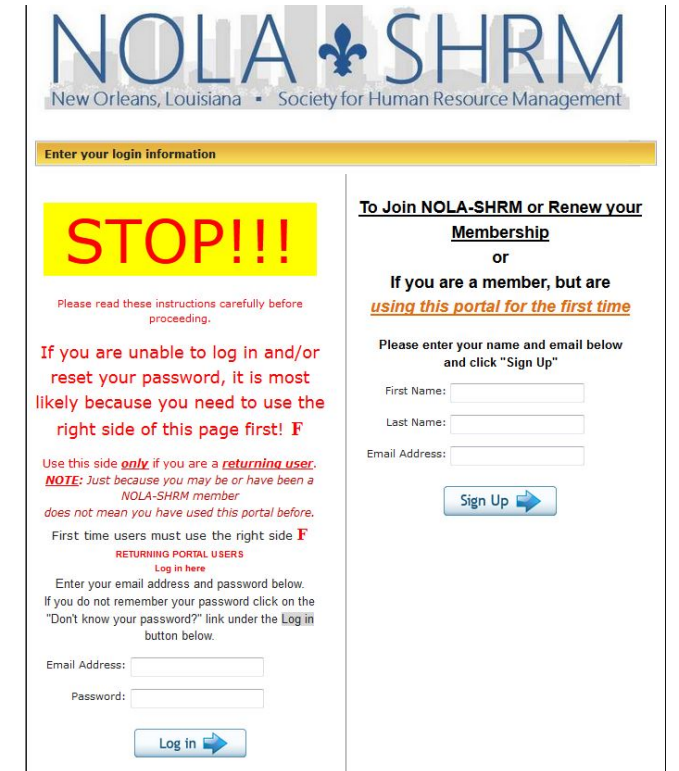 NOLA SHRM
New Orleans, Louisiana ▪ Society for Human Resource Management
Enter your login information
STOP!!!
Please read these instructions carefully before
proceeding.
If you are unable to log in and/or
reset your password, it is most
likely because you need to use the
right side of this page first! F
Use this side only if you are a returning user.
NOTE: Just because you may be or have been a
NOLA-SHRM member
does not mean you have used this portal before.
First time users must use the right side F
RETURNING PORTAL USERS
Log in here
Enter your email address and password below.
If you do not remember your password click on the
"Don't know your password?" link under the Log in
button below.
Email Address:
Password:
Log in
To Join NOLA-SHRM or Renew your
Membership
or
If you are a member, but are
using this portal for the first time
Please enter your name and email below
and click "Sign Up"
First Name:
Last Name:
Email Address:
Sign Up